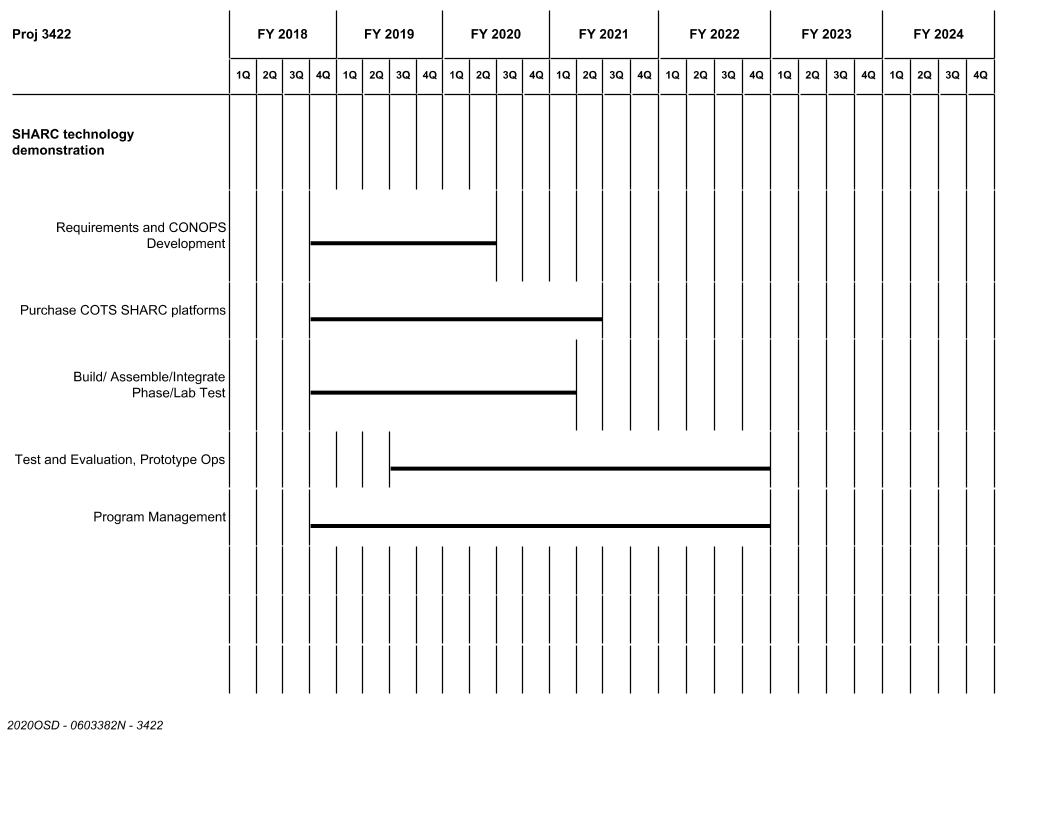 Proj 3422 FY 2018 FY 2019 FY 2020 FY 2021 FY 2022 FY 2023 FY 2024
1Q 2Q 3Q 4Q 1Q 2Q 3Q 4Q 1Q 2Q 3Q 4Q 1Q 2Q 3Q 4Q 1Q 2Q 3Q 4Q 1Q 2Q 3Q 4Q 1Q 2Q 3Q 4Q
SHARC technology
demonstration
Requirements and CONOPS
Development
Purchase COTS SHARC platforms
Build/ Assemble/Integrate
Phase/Lab Test
Test and Evaluation, Prototype Ops
Program Management
2020OSD - 0603382N - 3422